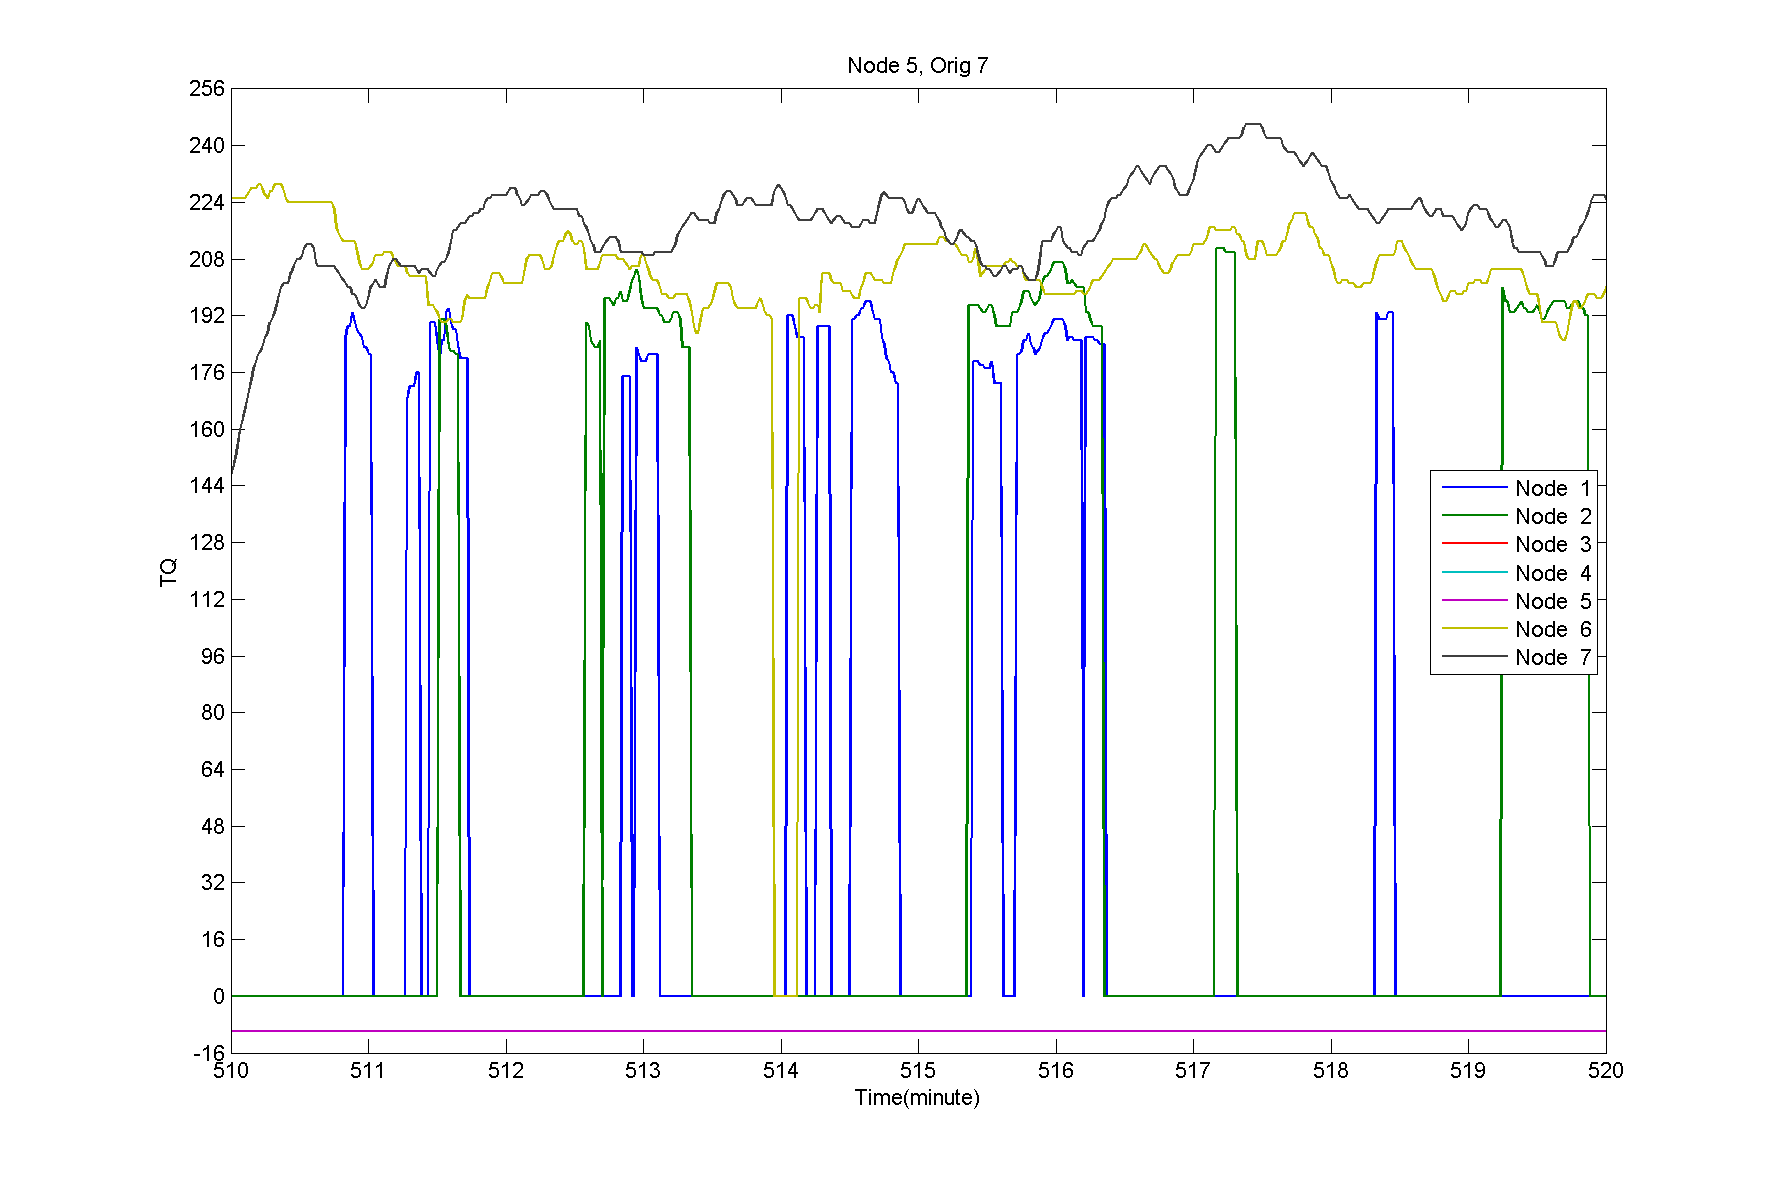 Node 5, Orig 7
256
240
224
208
192
176
160
144
128
112
96
80
64
48
32
16
0
-16
TQ
Node 1
Node 2
Node 3
Node 4
Node 5
Node 6
Node 7
510 511 512 513 514 515 516 517 518 519 520
Time(minute)